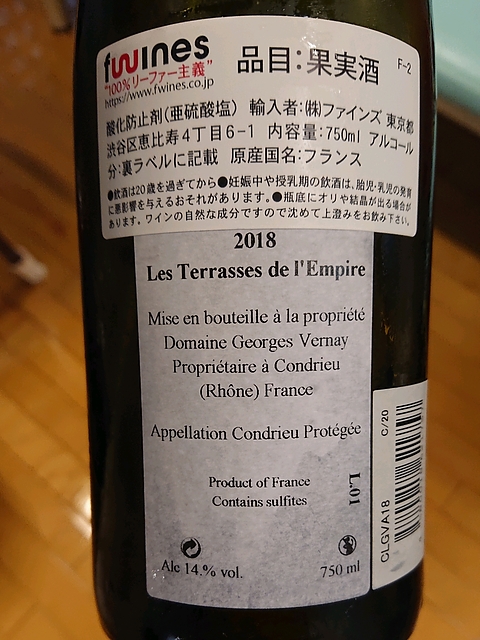 fwines
"100%リーファー主義"
https://www.fwines.co.jp
品目:果実酒
F-2
酸化防止剤(亜硫酸塩) 輸入者:(株)ファインズ 東京都
渋谷区恵比寿4丁目6-1 内容量:750ml アルコール
分:裏ラベルに記載 原産国名:フランス
●飲酒は20歳を過ぎてから●妊娠中や授乳期の飲酒は、胎児・乳児の発育
に悪影響を与えるおそれがあります。●瓶底にオリや結晶が出る場合が
あります。ワインの自然な成分ですので沈めて上澄みをお飲み下さい。
2018
Les Terrasses de l'Empire
Mise en bouteille à la propriété
Domaine Georges Vernay
Propriétaire à Condrieu
(Rhône) France
Appellation Condrieu Protégée
Product of France
Contains sulfites
L.01
Alc 14.% vol.
750 ml
C/20
CLGVA18